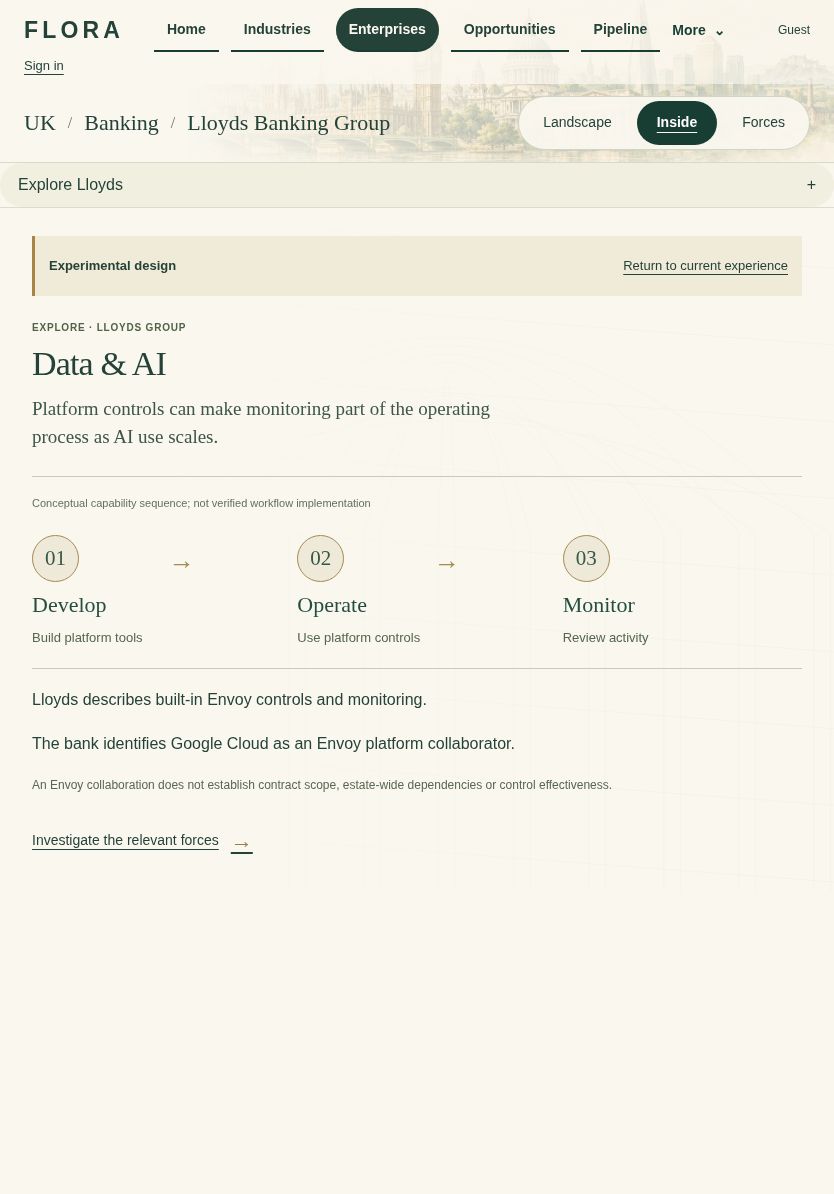 FLORA
Home
Industries
Enterprises
Opportunities
Pipeline
More ⌄
Guest
Sign in
UK / Banking / Lloyds Banking Group
Landscape
Inside
Forces
Explore Lloyds
+
Experimental design
Return to current experience
EXPLORE · LLOYDS GROUP
Data & AI
Platform controls can make monitoring part of the operating
process as AI use scales.
Conceptual capability sequence; not verified workflow implementation
01 → 02 → 03
Develop
Operate
Monitor
Build platform tools
Use platform controls
Review activity
Lloyds describes built-in Envoy controls and monitoring.
The bank identifies Google Cloud as an Envoy platform collaborator.
An Envoy collaboration does not establish contract scope, estate-wide dependencies or control effectiveness.
Investigate the relevant forces →